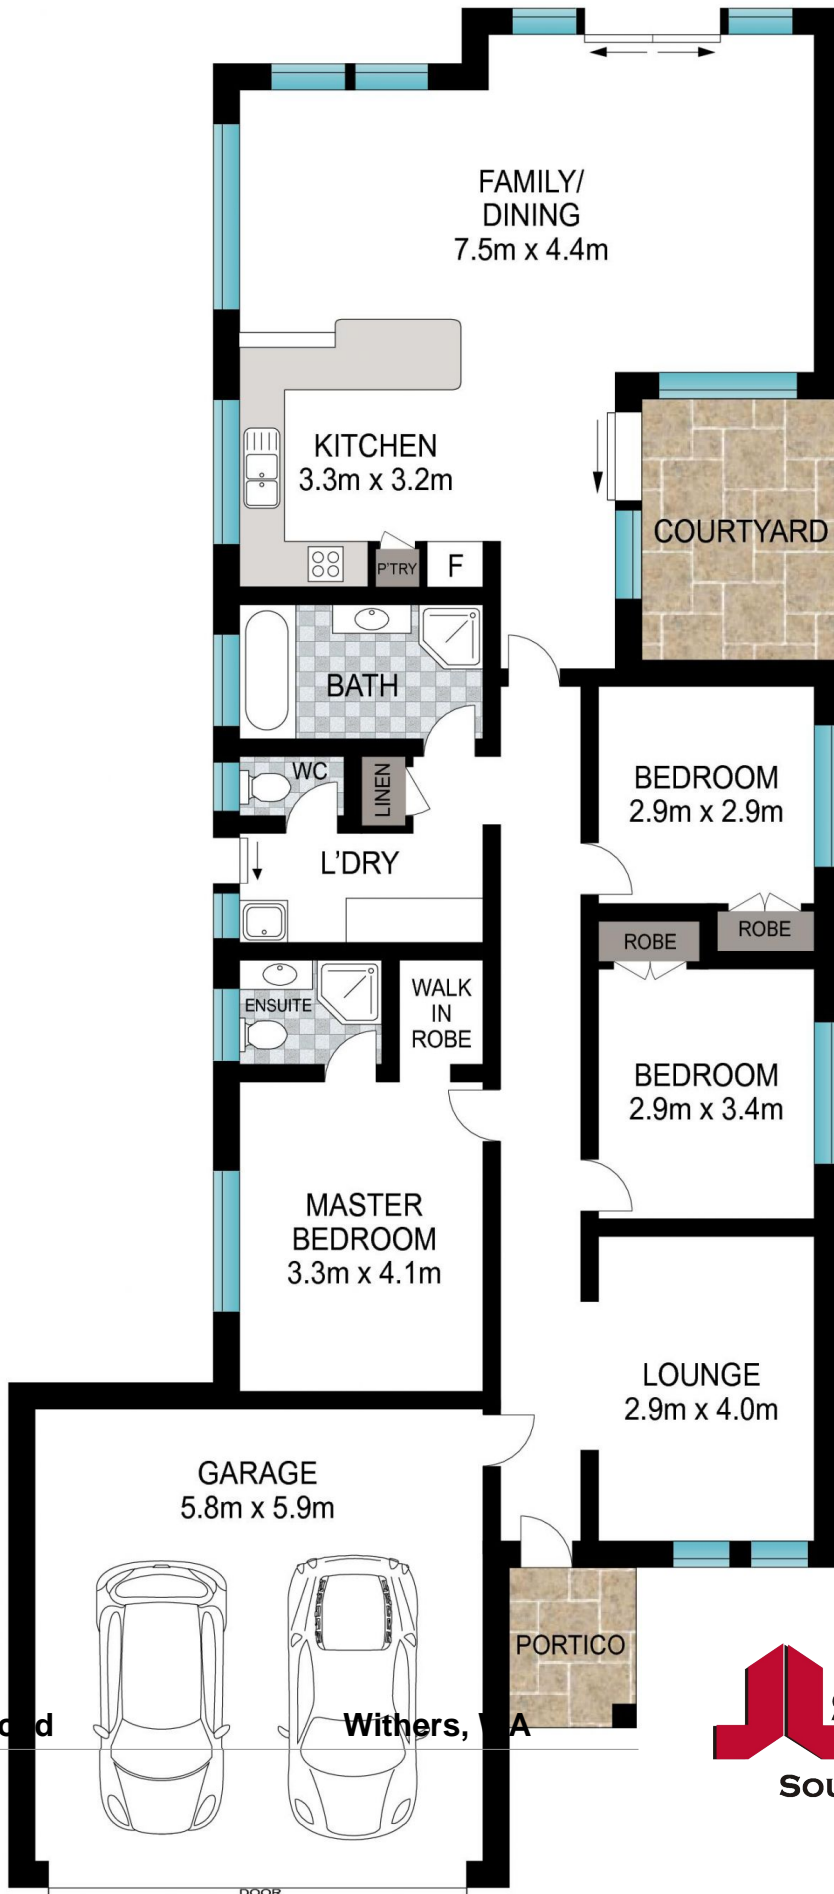 FAMILY/
DINING
7.5m x 4.4m
KITCHEN
3.3m x 3.2m
COURTYARD
P'TRY
F
BATH
WC
LINEN
BEDROOM
2.9m x 2.9m
L'DRY
ROBE
ROBE
ENSUITE
WALK
IN
ROBE
BEDROOM
2.9m x 3.4m
MASTER
BEDROOM
3.3m x 4.1m
LOUNGE
2.9m x 4.0m
GARAGE
5.8m x 5.9m
PORTICO
Withers,
DOOR